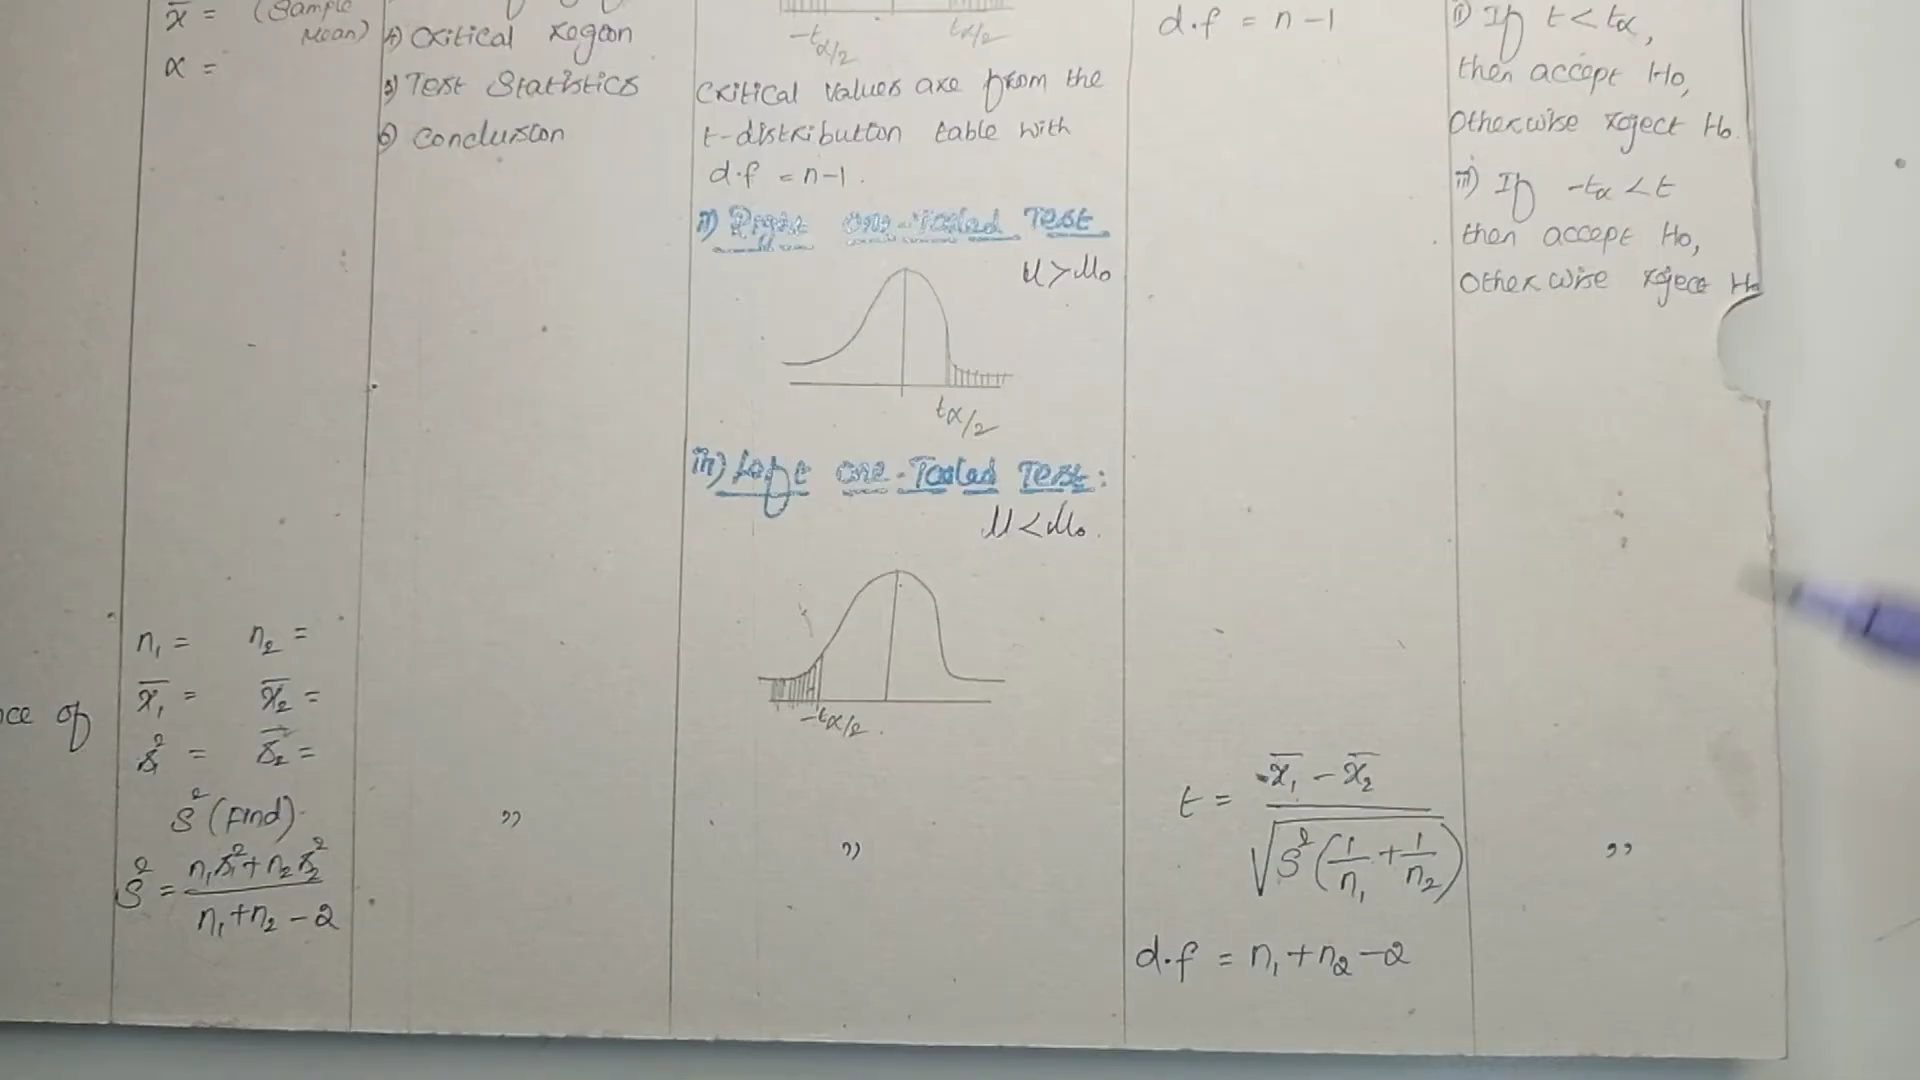 x̄ = (Sample Mean)
α =
4) Critical region
5) Test Statistics
6) Conclusion
-tα/2 tα/2
Critical values are from the
t-distribution table with
d.f = n-1.
ii) Right one-Tailed Test
μ>μ₀
tα/2
iii) Left one-Tailed Test:
μ<μ₀.
-tα/2.
d.f = n-1
ii) If t < tα,
then accept H₀,
Otherwise reject H₀.
iii) If -tα < t
then accept H₀,
Otherwise reject H₀
of
n₁ = n₂ =
x̄₁ = x̄₂ =
s₁² = s̄₂ =
S² (Find).
S² = (n₁s₁² + n₂s₂²) / (n₁+n₂-2)
”
”
t = (x̄₁ - x̄₂) / √(S²(1/n₁ + 1/n₂))
d.f = n₁+n₂-2
”